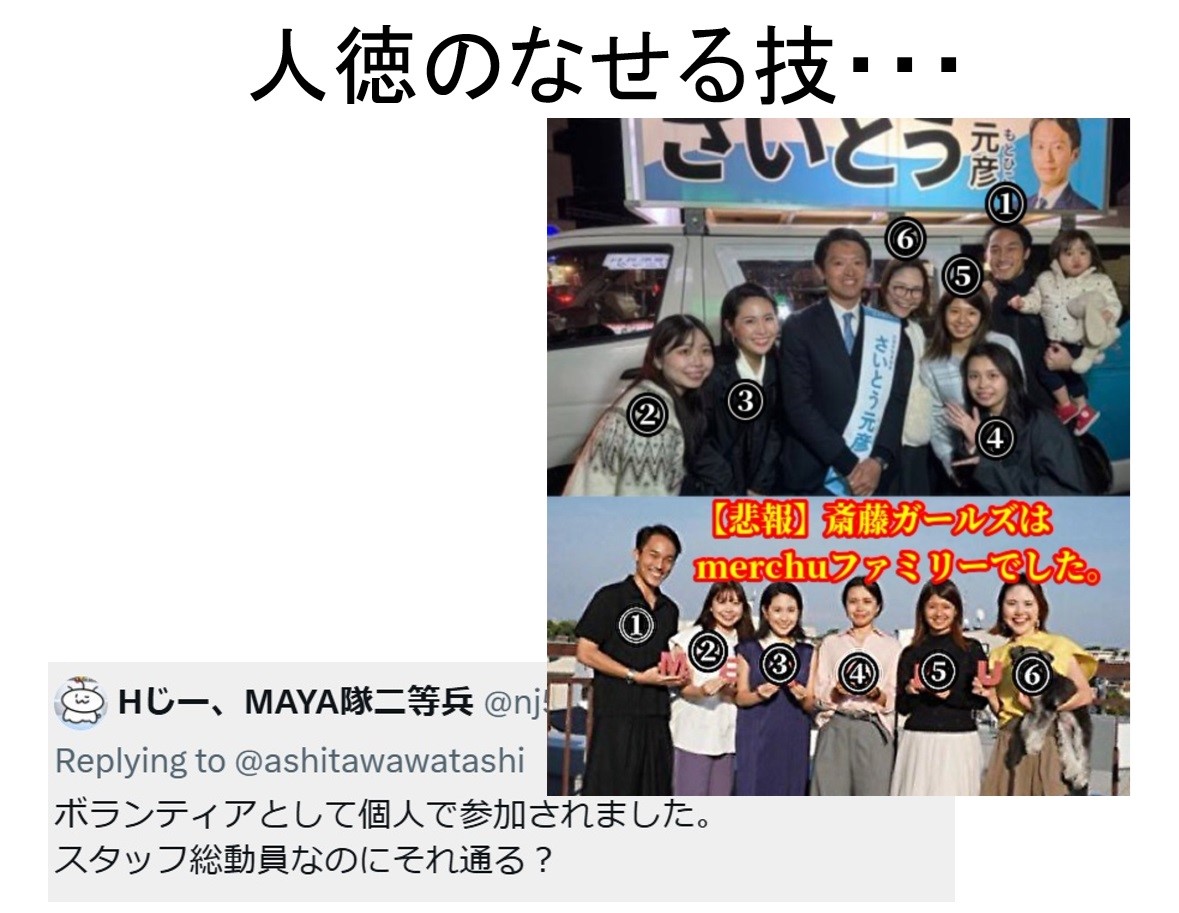 人徳のなせる技・・・
さいとう元彦
もとひこ
①
⑥
⑤
さいとう元彦
②
③
④
【悲報】斎藤ガールズは
merchuファミリーでした。
①
②
③
④
⑤
⑥
M
E
U
Hじー、MAYA隊二等兵 @nj
Replying to @ashitawawatashi
ボランティアとして個人で参加されました。
スタッフ総動員なのにそれ通る？